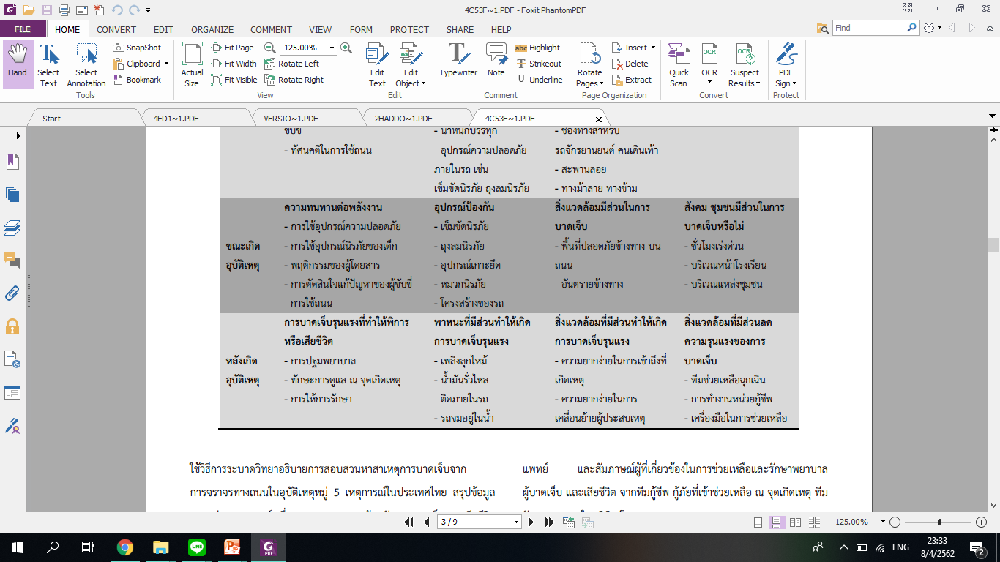 4C53F~1.PDF - Foxit PhantomPDF
FILE HOME CONVERT EDIT ORGANIZE COMMENT VIEW FORM PROTECT SHARE HELP Find
Hand
Select Text
Select Annotation
SnapShot
Clipboard
Bookmark
Actual Size
Fit Page
Fit Width
Fit Visible
125.00%
Rotate Left
Rotate Right
Edit Text
Edit Object
Typewriter
Note
abc Highlight
Strikeout
Underline
Rotate Pages
Insert
Delete
Extract
Quick Scan
OCR
OCR
OCR
Suspect Results
PDF Sign
Tools View Edit Comment Page Organization Convert Protect
Start 4ED1~1.PDF VERSIO~1.PDF 2HADDO~1.PDF 4C53F~1.PDF
ขับขี่
- ทัศนคติในการใช้ถนน
- น้ำหนักบรรทุก
- อุปกรณ์ความปลอดภัย
ภายในรถ เช่น
เข็มขัดนิรภัย ถุงลมนิรภัย
- ช่องทางสำหรับ
รถจักรยานยนต์ คนเดินเท้า
- สะพานลอย
- ทางม้าลาย ทางข้าม
ขณะเกิด
อุบัติเหตุ
ความทนทานต่อพลังงาน
- การใช้อุปกรณ์ความปลอดภัย
- การใช้อุปกรณ์นิรภัยของเด็ก
- พฤติกรรมของผู้โดยสาร
- การตัดสินใจแก้ปัญหาของผู้ขับขี่
- การใช้ถนน
อุปกรณ์ป้องกัน
- เข็มขัดนิรภัย
- ถุงลมนิรภัย
- อุปกรณ์เกาะยึด
- หมวกนิรภัย
- โครงสร้างของรถ
สิ่งแวดล้อมมีส่วนในการ
บาดเจ็บ
- พื้นที่ปลอดภัยข้างทาง บน
ถนน
- อันตรายข้างทาง
สังคม ชุมชนมีส่วนในการ
บาดเจ็บหรือไม่
- ชั่วโมงเร่งด่วน
- บริเวณหน้าโรงเรียน
- บริเวณแหล่งชุมชน
หลังเกิด
อุบัติเหตุ
การบาดเจ็บรุนแรงที่ทำให้พิการ
หรือเสียชีวิต
- การปฐมพยาบาล
- ทักษะการดูแล ณ จุดเกิดเหตุ
- การให้การรักษา
พาหนะที่มีส่วนทำให้เกิด
การบาดเจ็บรุนแรง
- เพลิงลุกไหม้
- น้ำมันรั่วไหล
- ติดภายในรถ
- รถจมอยู่ในน้ำ
สิ่งแวดล้อมที่มีส่วนทำให้เกิด
การบาดเจ็บรุนแรง
- ความยากง่ายในการเข้าถึงที่
เกิดเหตุ
- ความยากง่ายในการ
เคลื่อนย้ายผู้ประสบเหตุ
สิ่งแวดล้อมที่มีส่วนลด
ความรุนแรงของการ
บาดเจ็บ
- ทีมช่วยเหลือฉุกเฉิน
- การทำงานหน่วยกู้ชีพ
- เครื่องมือในการช่วยเหลือ
ใช้วิธีการระบาดวิทยาอธิบายการสอบสวนหาสาเหตุการบาดเจ็บจาก
การจราจรทางถนนในอุบัติเหตุหมู่ 5 เหตุการณ์ในประเทศไทย สรุปข้อมูล
แพทย์ และสัมภาษณ์ผู้ที่เกี่ยวข้องในการช่วยเหลือและรักษาพยาบาล
ผู้บาดเจ็บ และเสียชีวิต จากทีมกู้ชีพ กู้ภัยที่เข้าช่วยเหลือ ณ จุดเกิดเหตุ ทีม
3 / 9
125.00%
LINE
P
PDF
ENG
23:33
8/4/2562
2